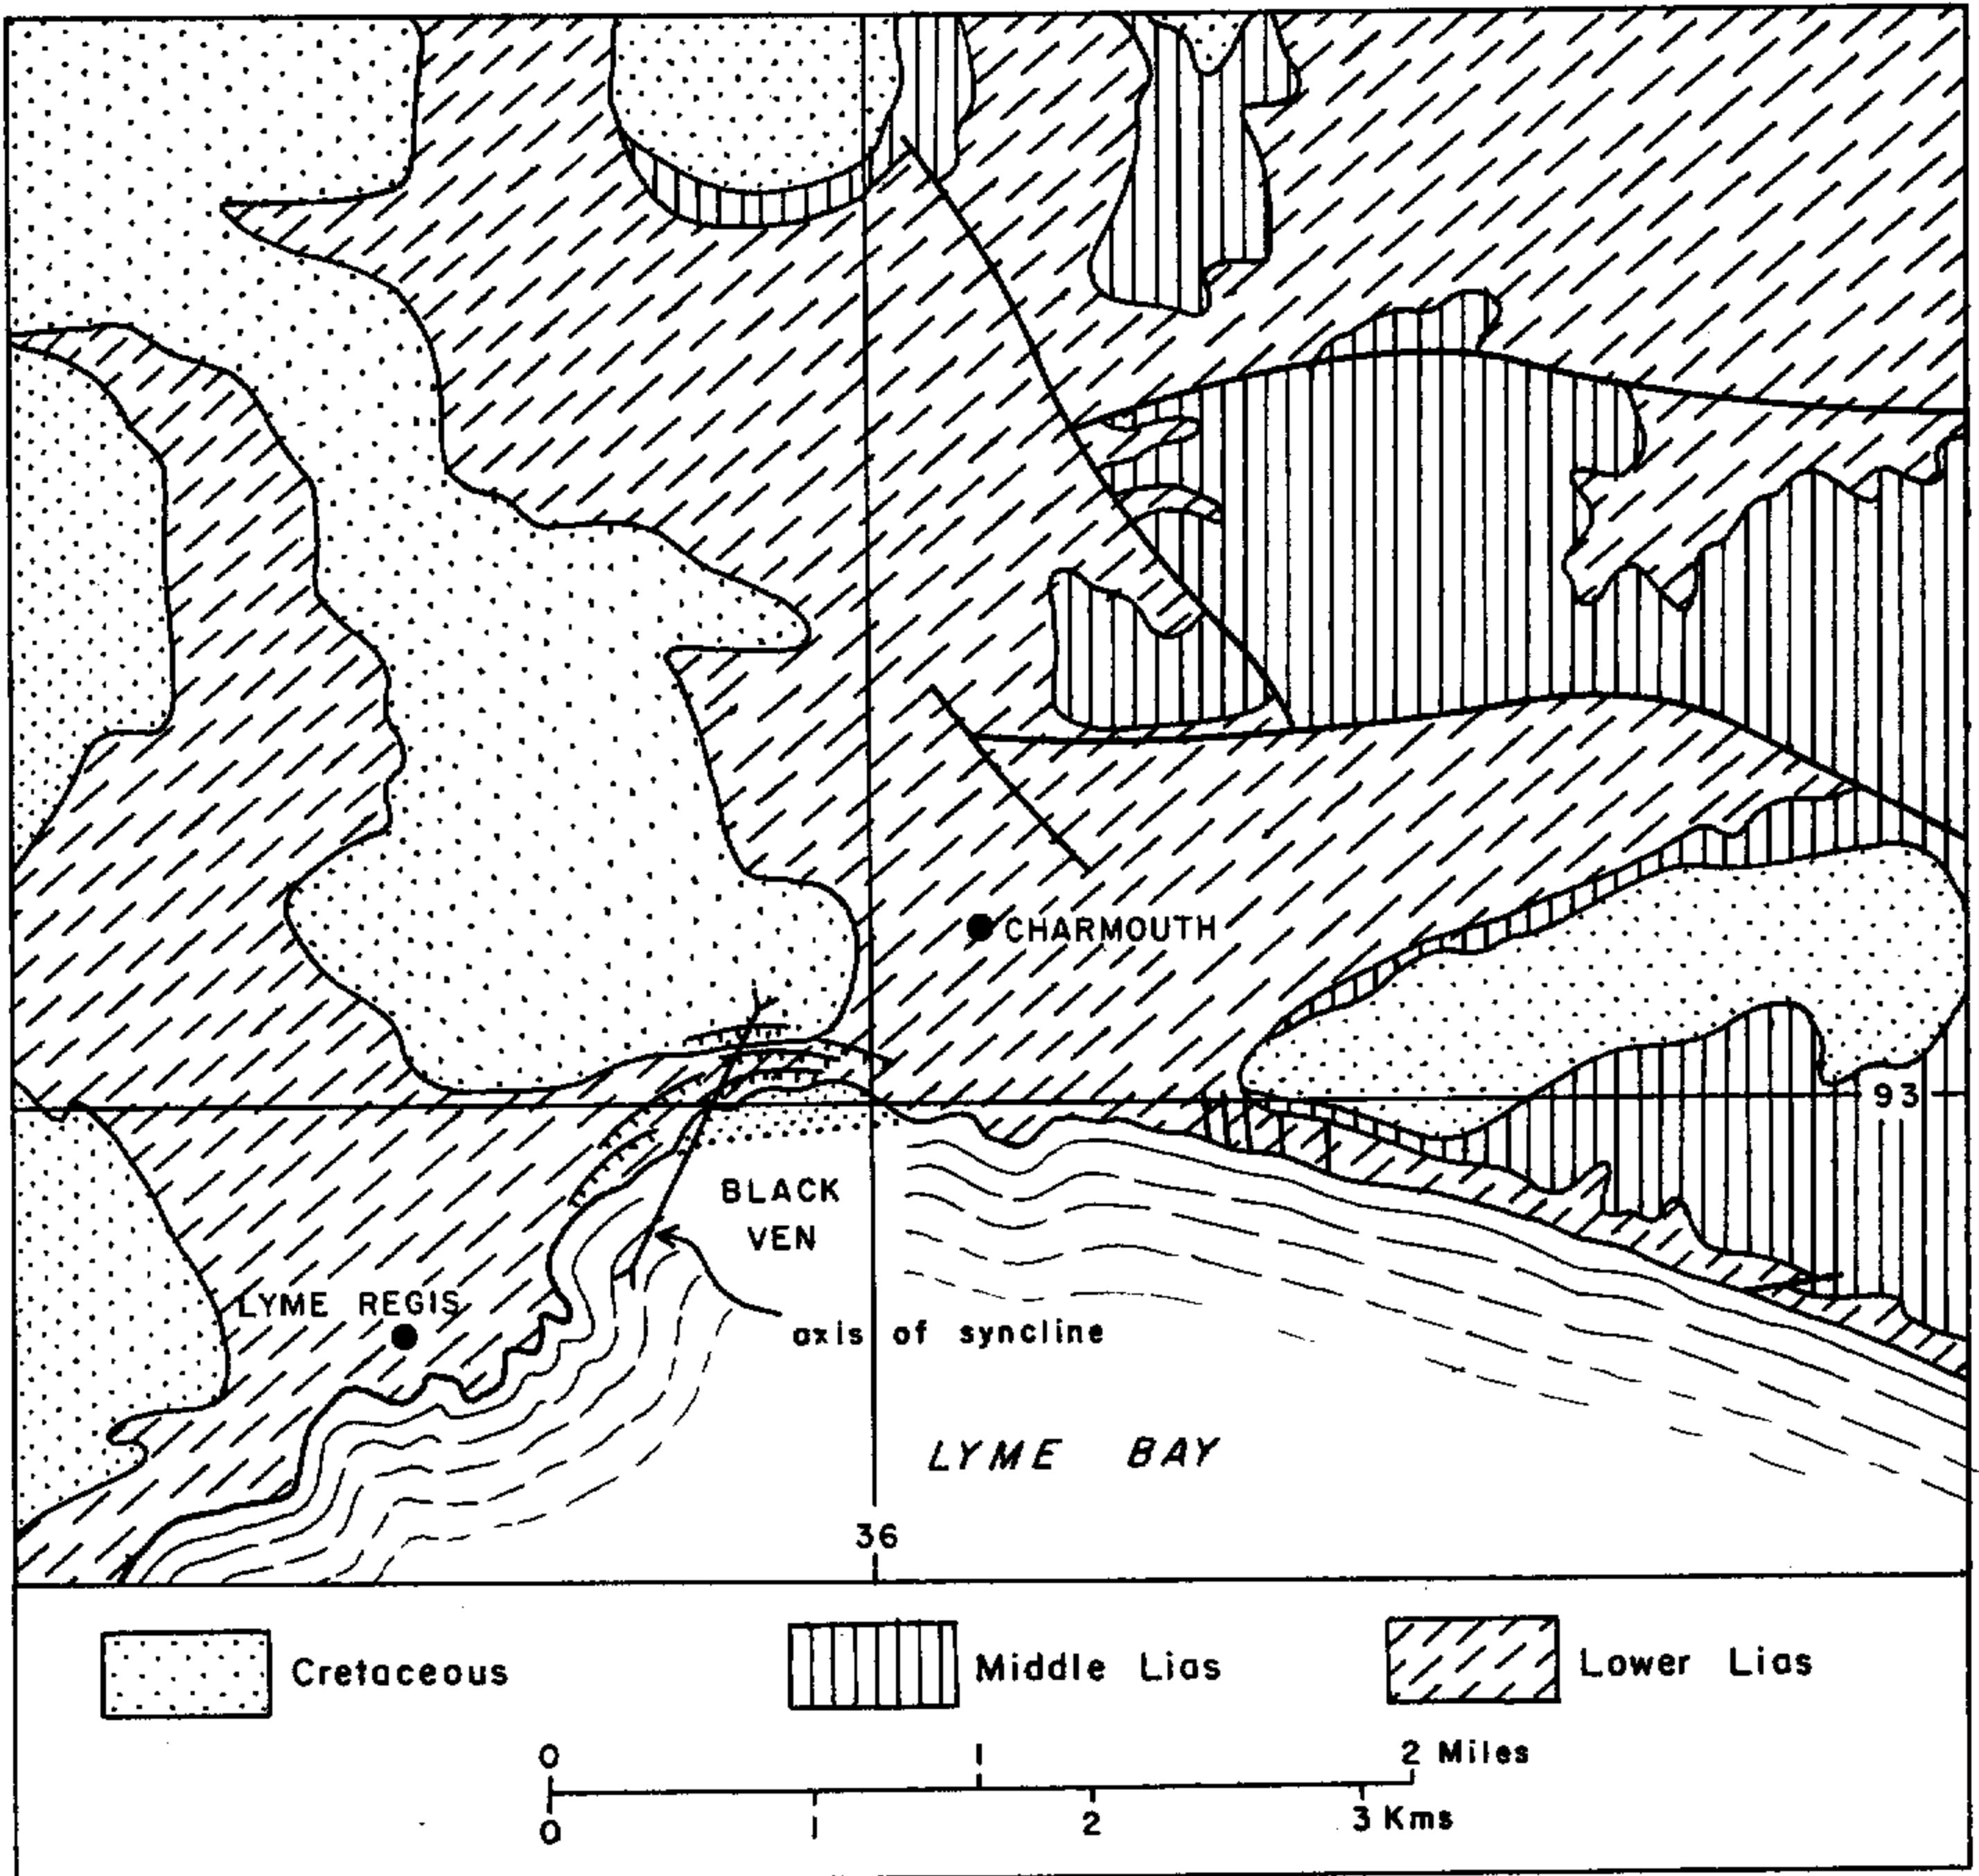 CHARMOUTH
93
BLACK
VEN
LYME REGIS
axis of syncline
LYME BAY
36
Cretaceous
Middle Lias
Lower Lias
0 1 2 Miles
0 1 2 3 Kms